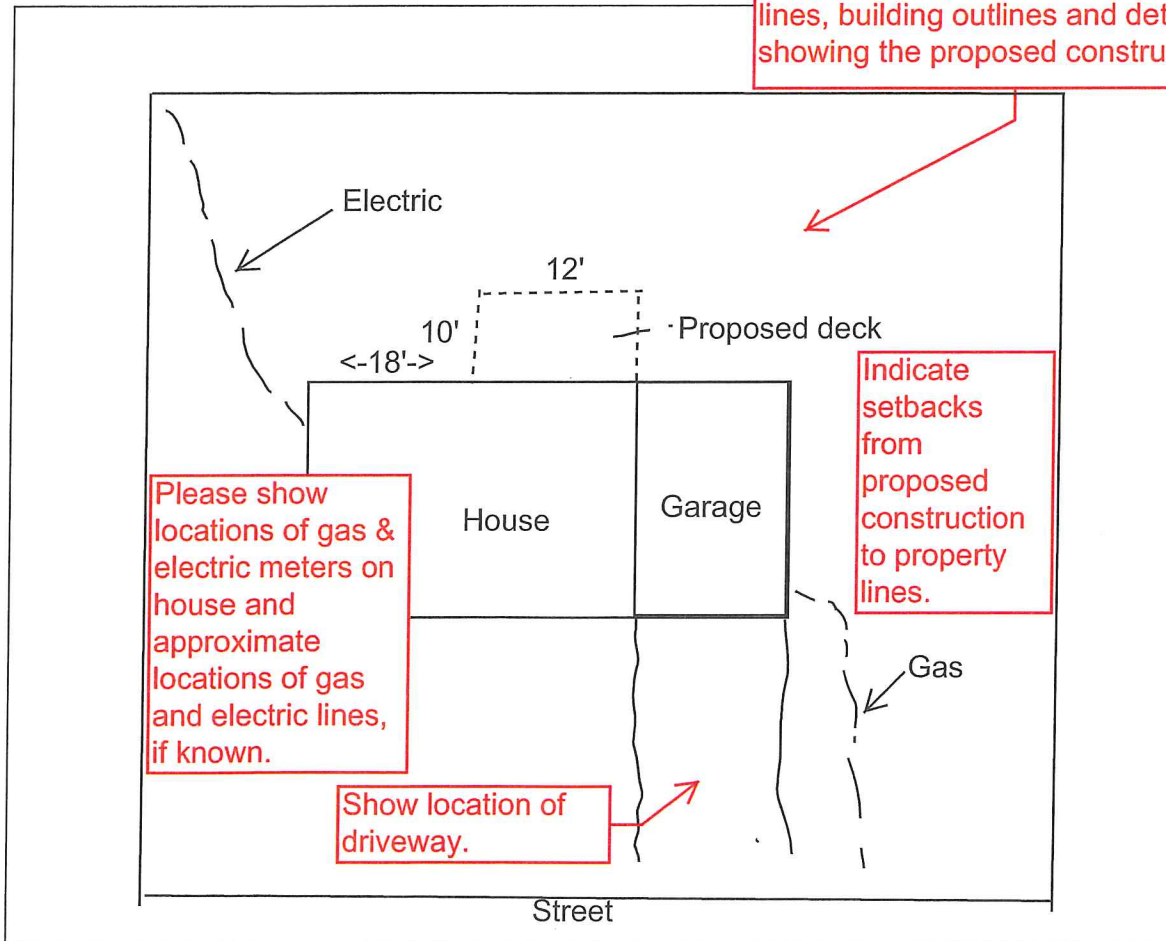 lines, building outlines and
showing the proposed
Electric
12'
10'
Proposed deck
<-18'->
Indicate
setbacks
from
proposed
construction
to property
lines.
Please show
locations of gas &
electric meters on
house and
approximate
locations of gas
and electric lines,
if known.
House
Garage
Gas
Show location of
driveway.
Street